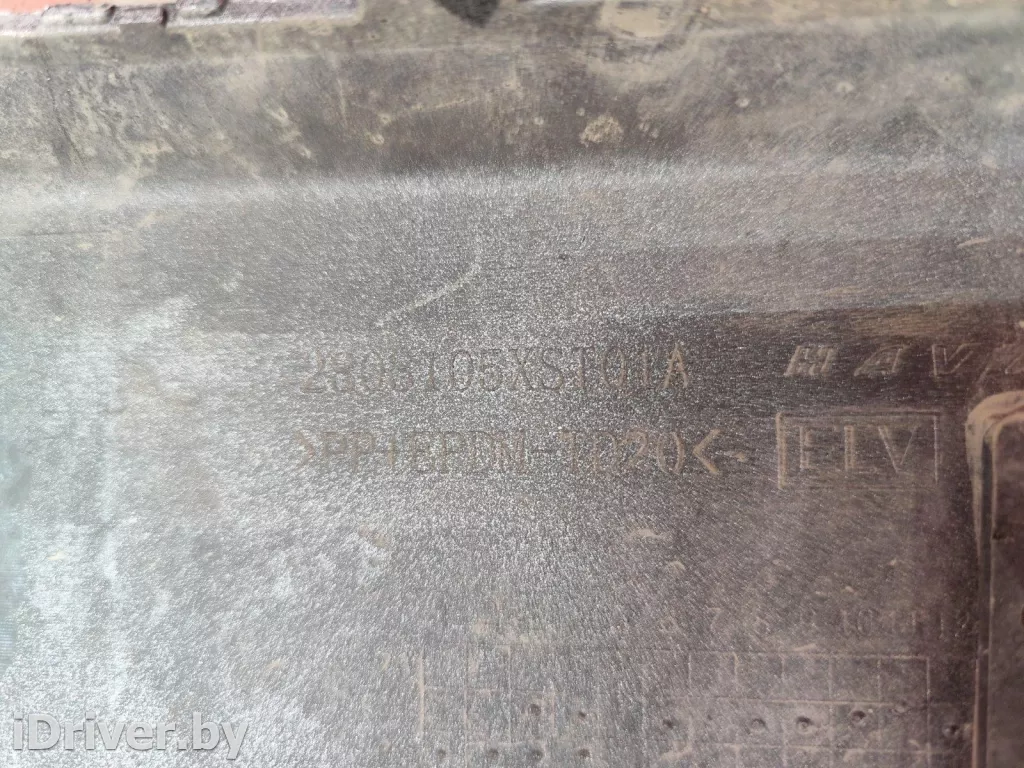 2803105XST01A
>PP+EPDM-TD20<
ELV
iDriver.by